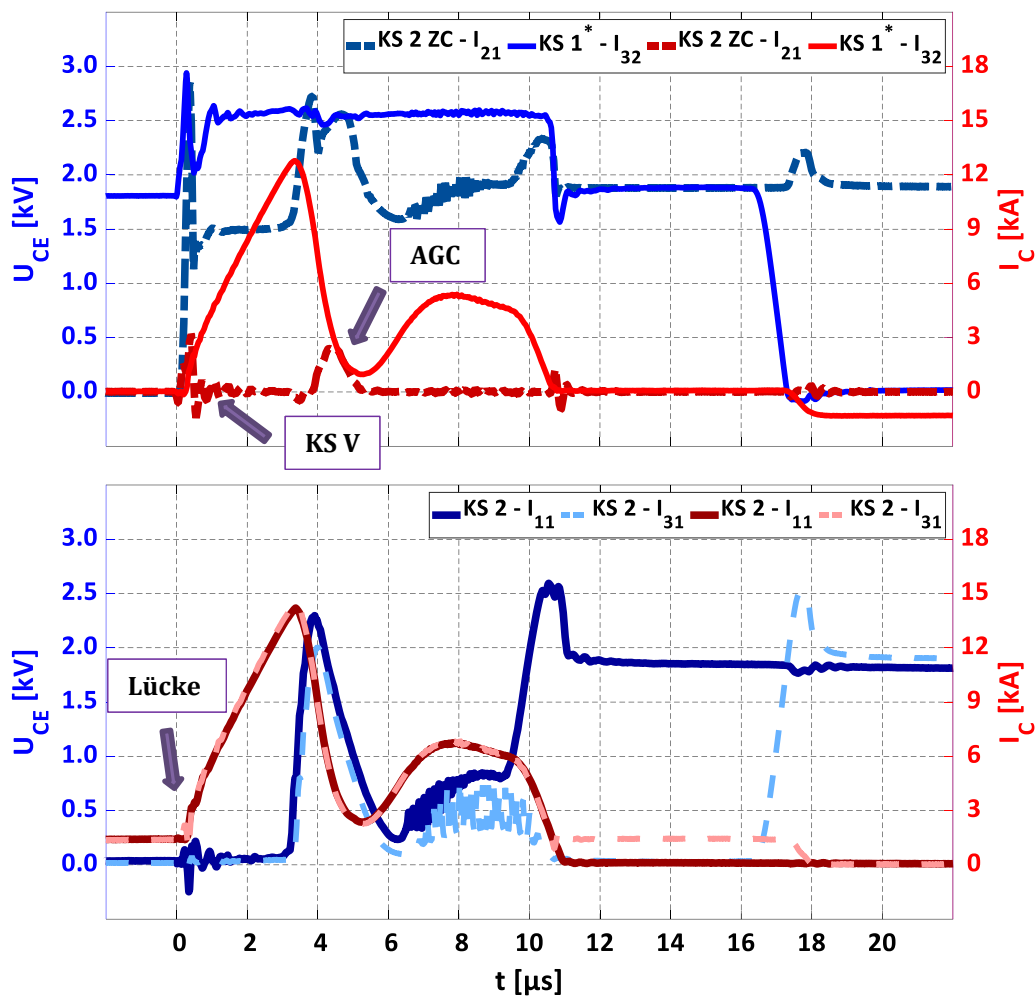 KS 2 ZC - I21 KS 1* - I32 KS 2 ZC - I21 KS 1* - I32
3.0 18
2.5 15
2.0 12
1.5 9
1.0 6
0.5 3
0.0 0
UCE [kV]
IC [kA]
AGC
KS V
KS 2 - I11 KS 2 - I31 KS 2 - I11 KS 2 - I31
3.0 18
2.5 15
2.0 12
1.5 9
1.0 6
0.5 3
0.0 0
UCE [kV]
IC [kA]
Lücke
0 2 4 6 8 10 12 14 16 18 20
t [µs]